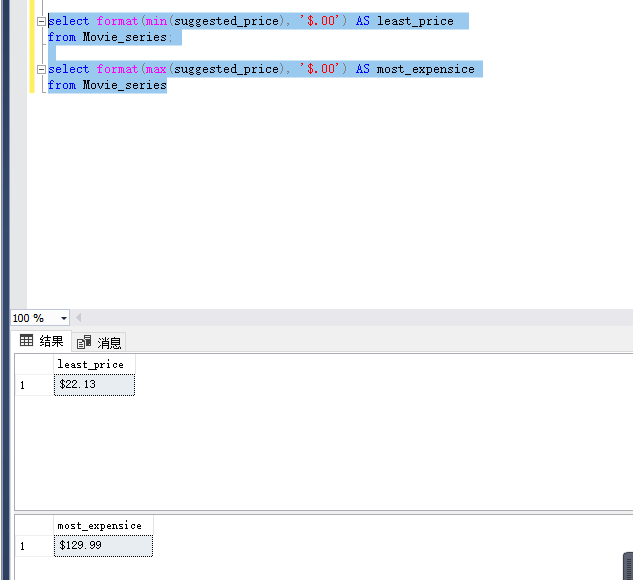 select format(min(suggested_price), '$.00') AS least_price
from Movie_series;
select format(max(suggested_price), '$.00') AS most_expensice
from Movie_series
100 %
结果 消息
least_price
1 $22.13
most_expensice
1 $129.99